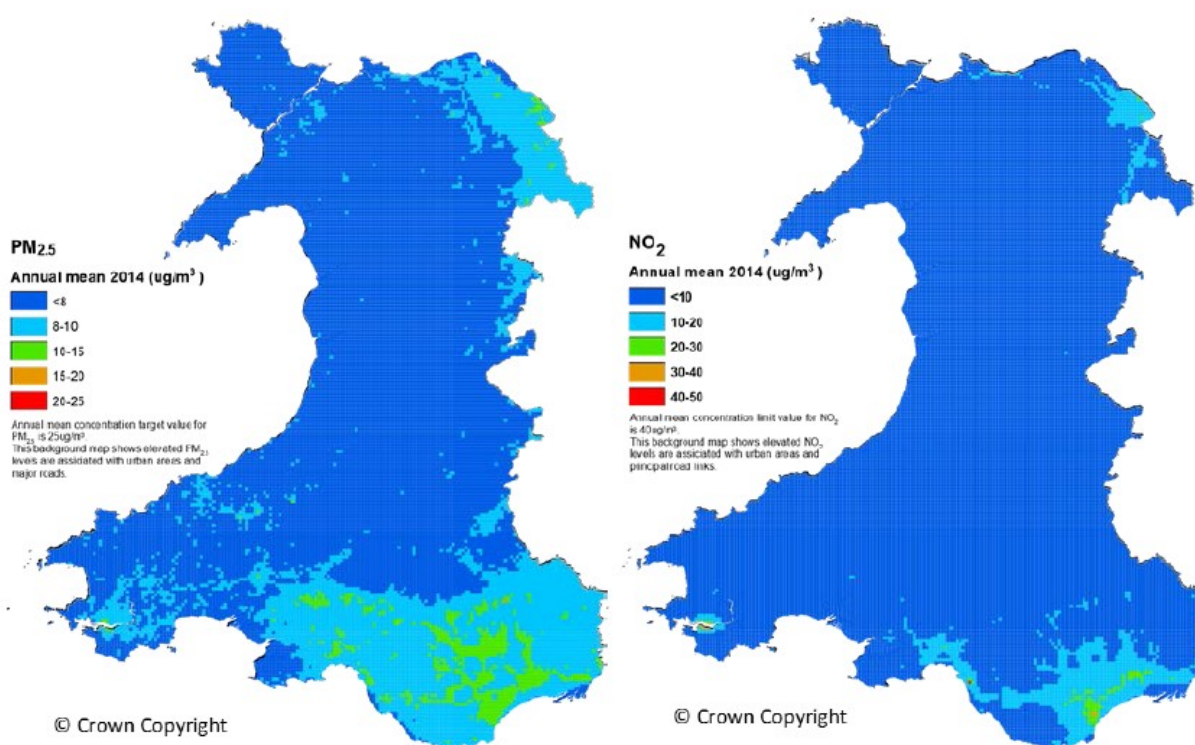 PM2.5
Annual mean 2014 (ug/m3 )
<8
8-10
10-15
15-20
20-25
Annual mean concentration target value for
PM2.5 is 25ug/m3.
This background map shows elevated PM2.5
levels are assiciated with urban areas and
major roads.
© Crown Copyright
NO2
Annual mean 2014 (ug/m3 )
<10
10-20
20-30
30-40
40-50
Annual mean concentration limit value for NO2
is 40ug/m3.
This background map shows elevated NO2
levels are assiciated with urban areas and
principal road links.
© Crown Copyright